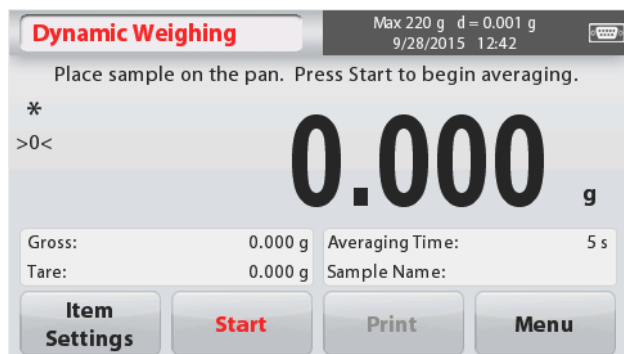 Dynamic Weighing
Max 220 g d = 0.001 g
9/28/2015 12:42
Place sample on the pan. Press Start to begin averaging.
*
>0<
0.000 g
Gross: 0.000 g
Tare: 0.000 g
Averaging Time: 5 s
Sample Name:
Item
Settings
Start
Print
Menu